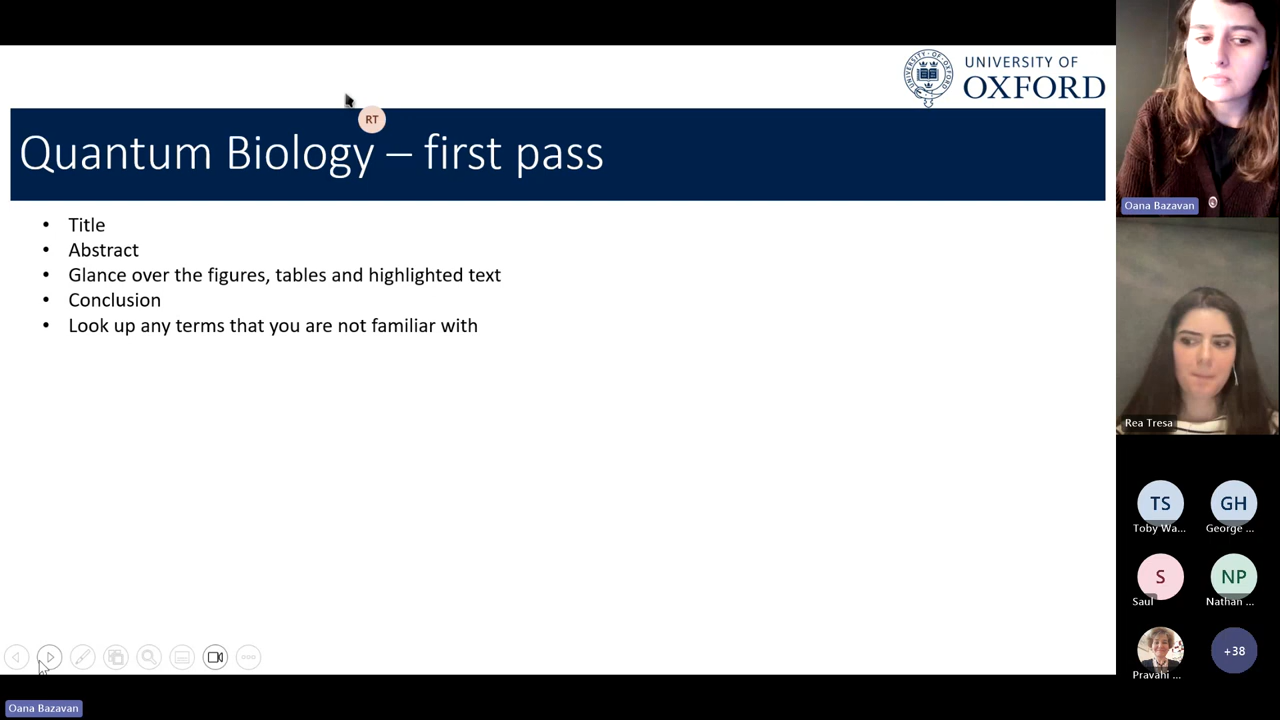 UNIVERSITY OF
OXFORD
RT
Quantum Biology – first pass
• Title
• Abstract
• Glance over the figures, tables and highlighted text
• Conclusion
• Look up any terms that you are not familiar with
Oana Bazavan
Rea Tresa
TS
GH
Toby Wa...
George ...
S
NP
Saul
Nathan ...
Pravahi ...
+38
Oana Bazavan